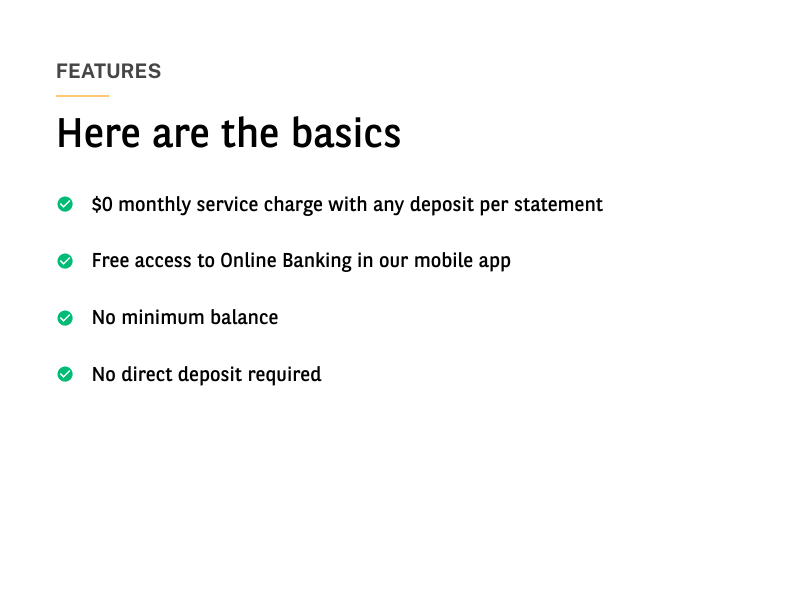 FEATURES
Here are the basics
$0 monthly service charge with any deposit per statement
Free access to Online Banking in our mobile app
No minimum balance
No direct deposit required